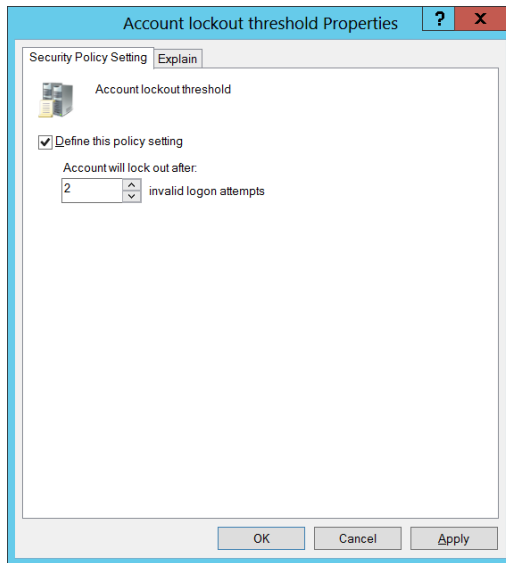 Account lockout threshold Properties
? x
Security Policy Setting Explain
Account lockout threshold
Define this policy setting
Account will lock out after:
2 invalid logon attempts
OK Cancel Apply